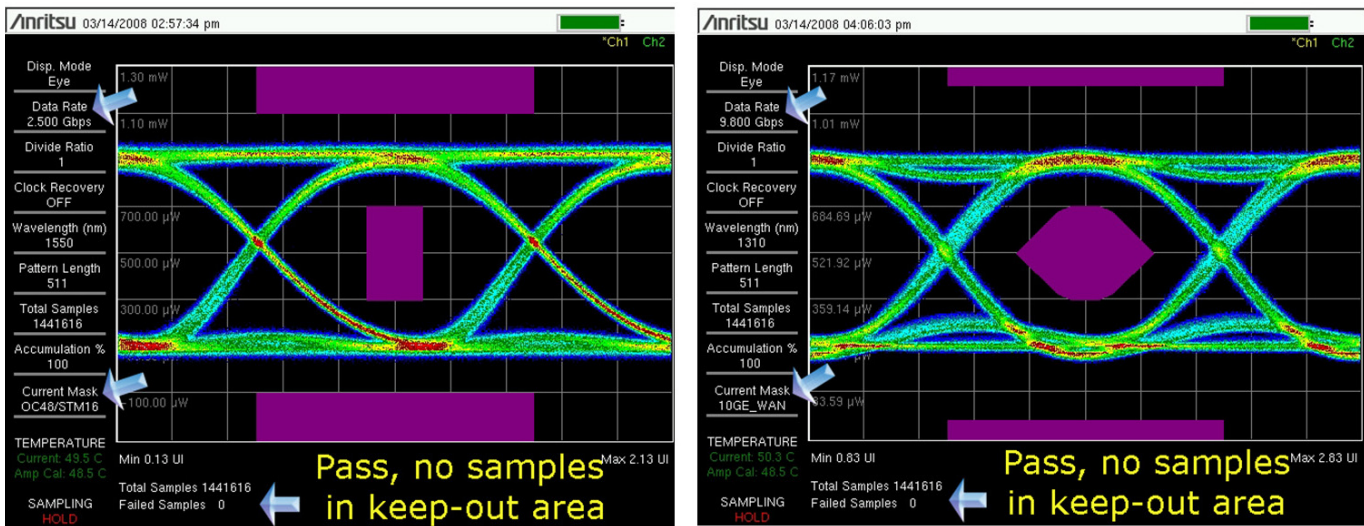 Anritsu 03/14/2008 02:57:34 pm
*Ch1 Ch2
Disp. Mode
Eye
Data Rate
2.500 Gbps
Divide Ratio
1
Clock Recovery
OFF
Wavelength (nm)
1550
Pattern Length
511
Total Samples
1441616
Accumulation %
100
Current Mask
OC48/STM16
TEMPERATURE
Current: 49.5 C
Amp Cal: 48.5 C
SAMPLING
HOLD
1.30 mW
1.10 mW
700.00 µW
500.00 µW
300.00 µW
-100.00 µW
Min 0.13 UI
Max 2.13 UI
Total Samples 1441616
Failed Samples 0
Pass, no samples
in keep-out area
Anritsu 03/14/2008 04:06:03 pm
*Ch1 Ch2
Disp. Mode
Eye
Data Rate
9.800 Gbps
Divide Ratio
1
Clock Recovery
OFF
Wavelength (nm)
1310
Pattern Length
511
Total Samples
1441616
Accumulation %
100
Current Mask
10GE_WAN
TEMPERATURE
Current: 50.3 C
Amp Cal: 48.5 C
SAMPLING
HOLD
1.17 mW
1.01 mW
684.69 µW
521.92 µW
359.14 µW
33.59 µW
Min 0.83 UI
Max 2.83 UI
Total Samples 1441616
Failed Samples 0
Pass, no samples
in keep-out area